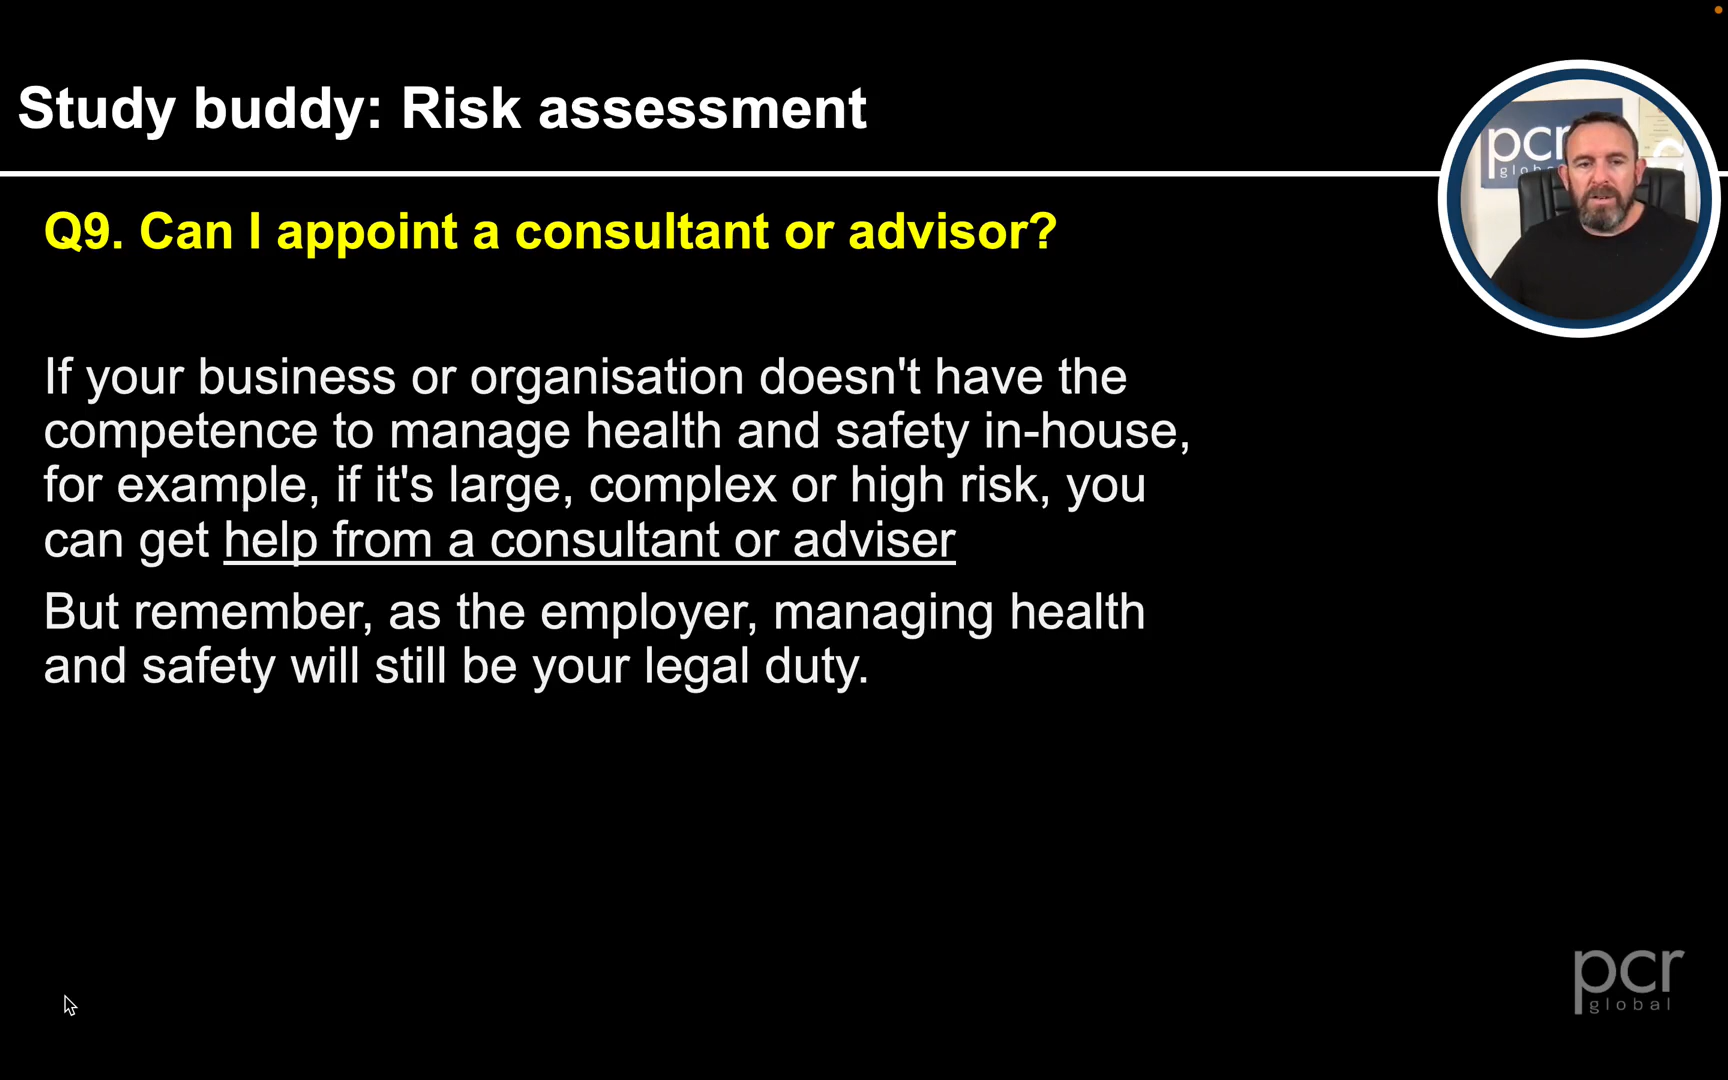 Study buddy: Risk assessment
pcr
globa
Q9. Can I appoint a consultant or advisor?
If your business or organisation doesn't have the
competence to manage health and safety in-house,
for example, if it's large, complex or high risk, you
can get help from a consultant or adviser
But remember, as the employer, managing health
and safety will still be your legal duty.
pcr
global